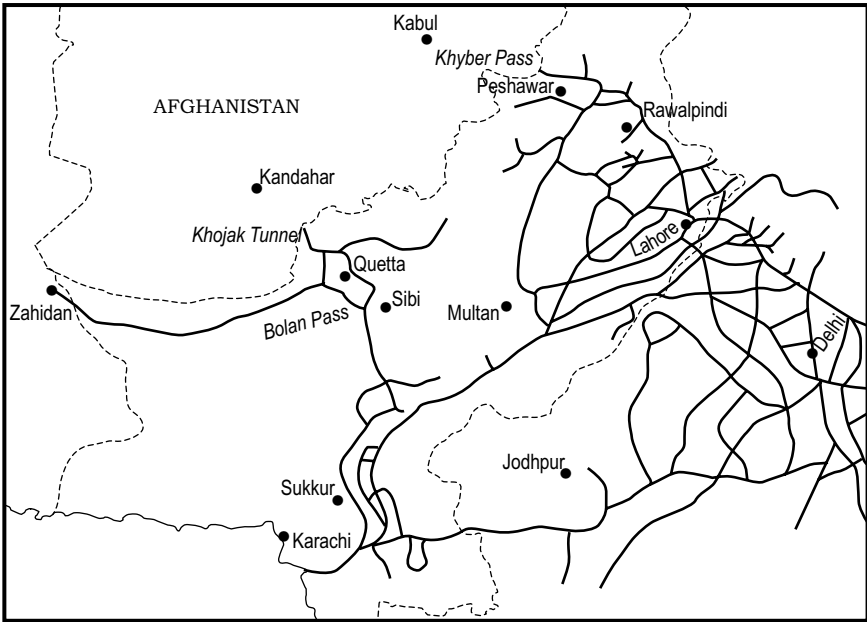 Kabul
Khyber Pass
Peshawar
AFGHANISTAN
Rawalpindi
Kandahar
Khojak Tunnel
Lahore
Quetta
Zahidan
Sibi
Multan
Bolan Pass
Delhi
Jodhpur
Sukkur
Karachi